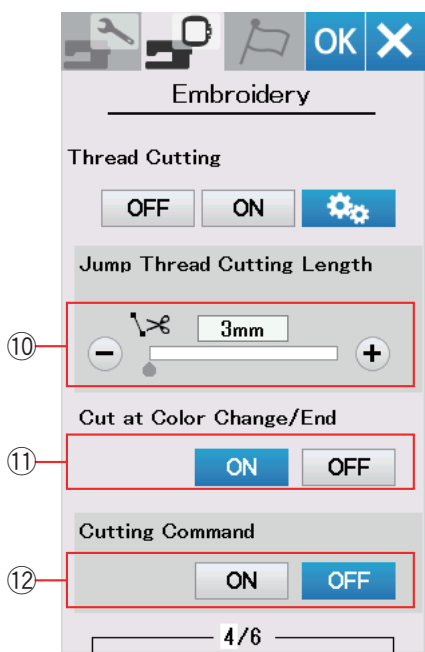 OK
Embroidery
Thread Cutting
OFF ON
Jump Thread Cutting Length
⑩ 3mm
Cut at Color Change/End
⑪ ON OFF
Cutting Command
⑫ ON OFF
4/6